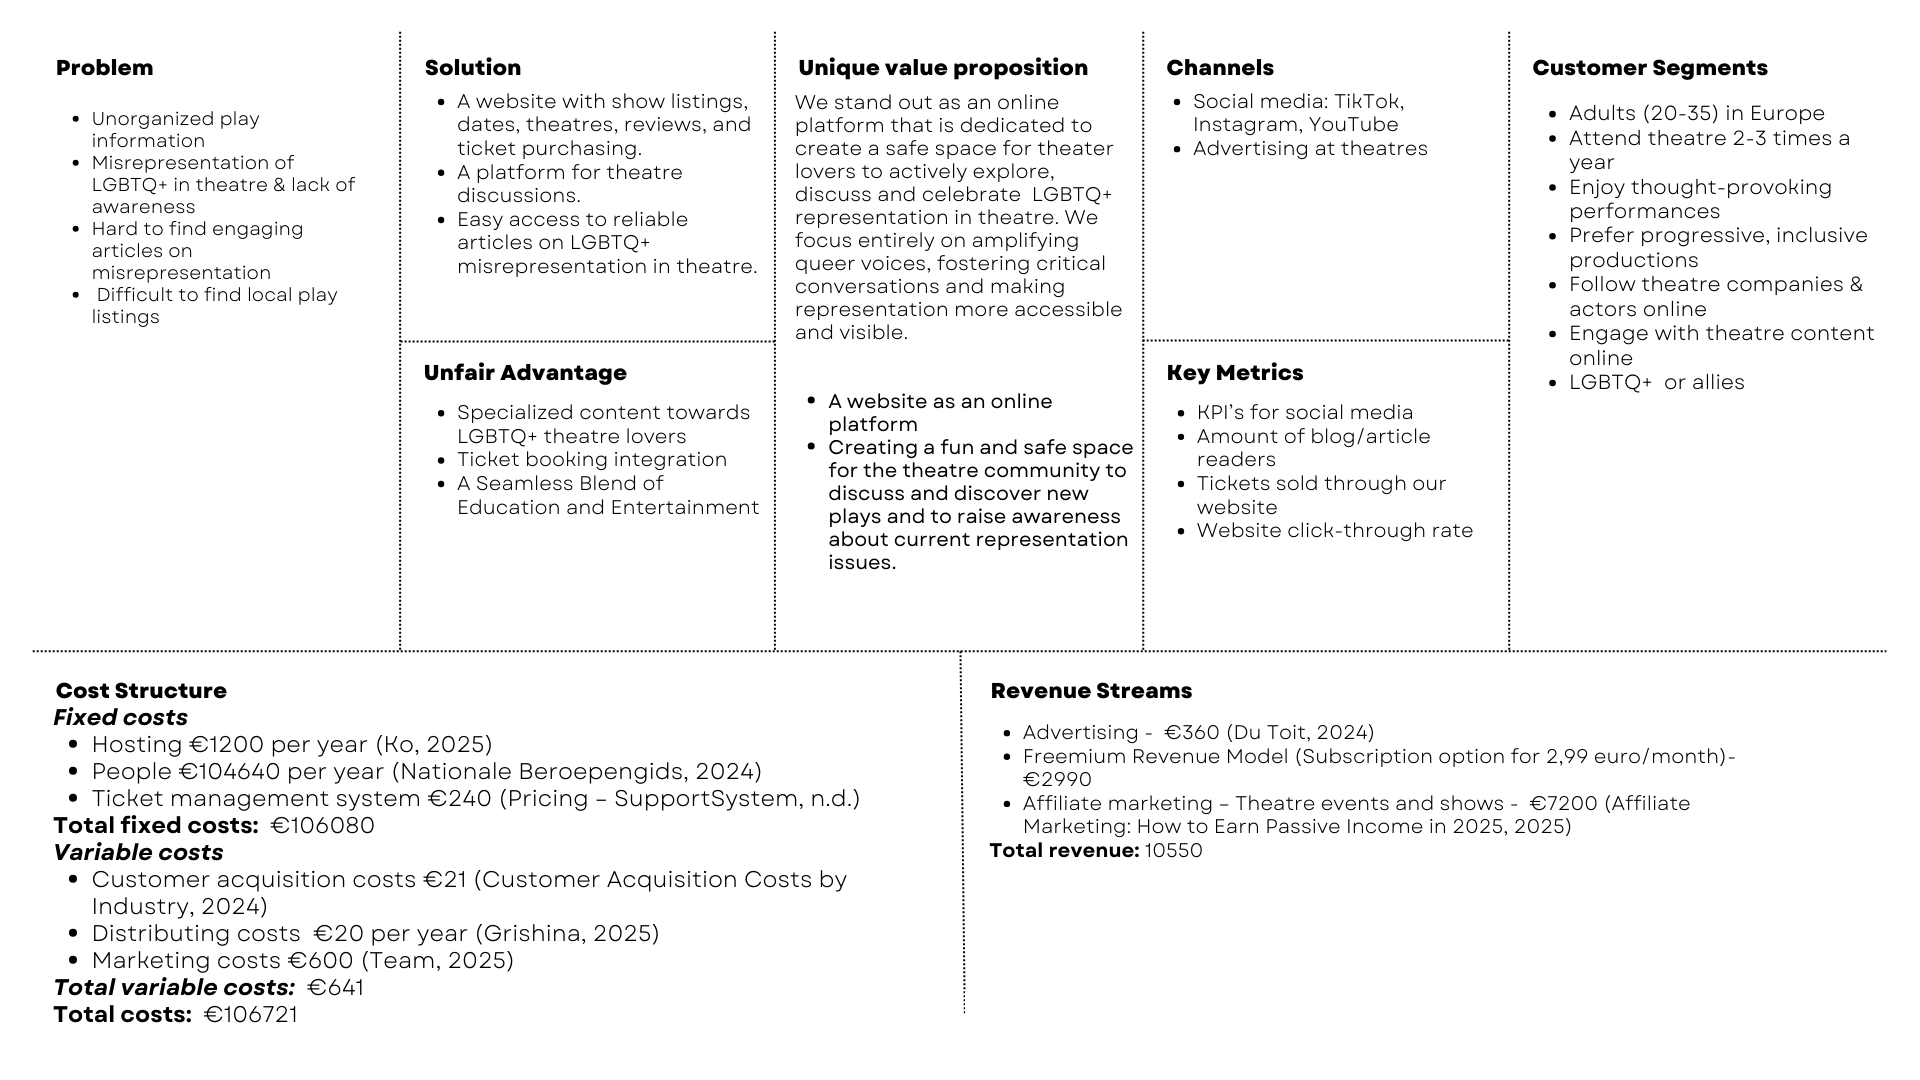 Problem
• Unorganized play
information
• Misrepresentation of
LGBTQ+ in theatre & lack of
awareness
• Hard to find engaging
articles on
misrepresentation
• Difficult to find local play
listings
Solution
• A website with show listings,
dates, theatres, reviews, and
ticket purchasing.
• A platform for theatre
discussions.
• Easy access to reliable
articles on LGBTQ+
misrepresentation in theatre.
Unfair Advantage
• Specialized content towards
LGBTQ+ theatre lovers
• Ticket booking integration
• A Seamless Blend of
Education and Entertainment
Unique value proposition
We stand out as an online
platform that is dedicated to
create a safe space for theater
lovers to actively explore,
discuss and celebrate  LGBTQ+
representation in theatre. We
focus entirely on amplifying
queer voices, fostering critical
conversations and making
representation more accessible
and visible.
• A website as an online
platform
• Creating a fun and safe space
for the theatre community to
discuss and discover new
plays and to raise awareness
about current representation
issues.
Channels
• Social media: TikTok,
Instagram, YouTube
• Advertising at theatres
Key Metrics
• KPI’s for social media
• Amount of blog/article
readers
• Tickets sold through our
website
• Website click-through rate
Customer Segments
• Adults (20-35) in Europe
• Attend theatre 2-3 times a
year
• Enjoy thought-provoking
performances
• Prefer progressive, inclusive
productions
• Follow theatre companies &
actors online
• Engage with theatre content
online
• LGBTQ+  or allies
Cost Structure
Fixed costs
• Hosting €1200 per year (Ko, 2025)
• People €104640 per year (Nationale Beroepengids, 2024)
• Ticket management system €240 (Pricing – SupportSystem, n.d.)
Total fixed costs:  €106080
Variable costs
• Customer acquisition costs €21 (Customer Acquisition Costs by
Industry, 2024)
• Distributing costs  €20 per year (Grishina, 2025)
• Marketing costs €600 (Team, 2025)
Total variable costs:  €641
Total costs:  €106721
Revenue Streams
• Advertising -  €360 (Du Toit, 2024)
• Freemium Revenue Model (Subscription option for 2,99 euro/month)-
€2990
• Affiliate marketing – Theatre events and shows -  €7200 (Affiliate
Marketing: How to Earn Passive Income in 2025, 2025)
Total revenue: 10550